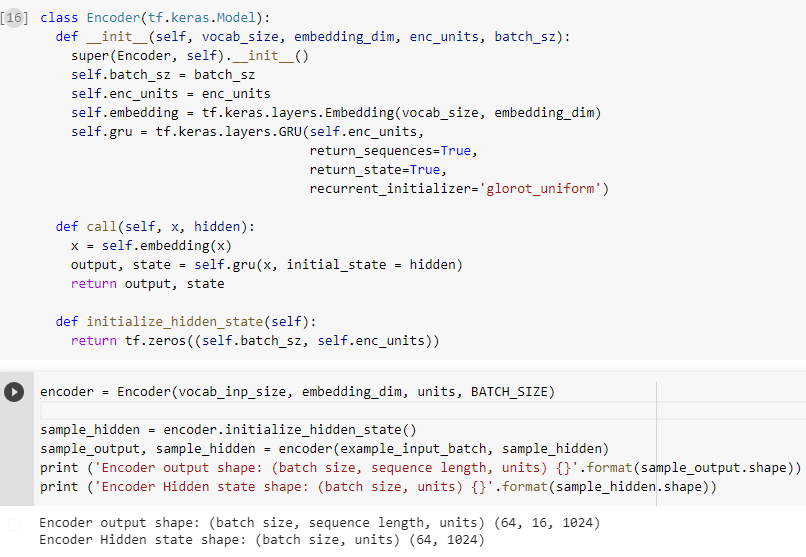 [16] class Encoder(tf.keras.Model):
  def __init__(self, vocab_size, embedding_dim, enc_units, batch_sz):
    super(Encoder, self).__init__()
    self.batch_sz = batch_sz
    self.enc_units = enc_units
    self.embedding = tf.keras.layers.Embedding(vocab_size, embedding_dim)
    self.gru = tf.keras.layers.GRU(self.enc_units,
                                   return_sequences=True,
                                   return_state=True,
                                   recurrent_initializer='glorot_uniform')
  def call(self, x, hidden):
    x = self.embedding(x)
    output, state = self.gru(x, initial_state = hidden)
    return output, state
  def initialize_hidden_state(self):
    return tf.zeros((self.batch_sz, self.enc_units))
encoder = Encoder(vocab_inp_size, embedding_dim, units, BATCH_SIZE)
sample_hidden = encoder.initialize_hidden_state()
sample_output, sample_hidden = encoder(example_input_batch, sample_hidden)
print ('Encoder output shape: (batch size, sequence length, units) {}'.format(sample_output.shape))
print ('Encoder Hidden state shape: (batch size, units) {}'.format(sample_hidden.shape))
Encoder output shape: (batch size, sequence length, units) (64, 16, 1024)
Encoder Hidden state shape: (batch size, units) (64, 1024)